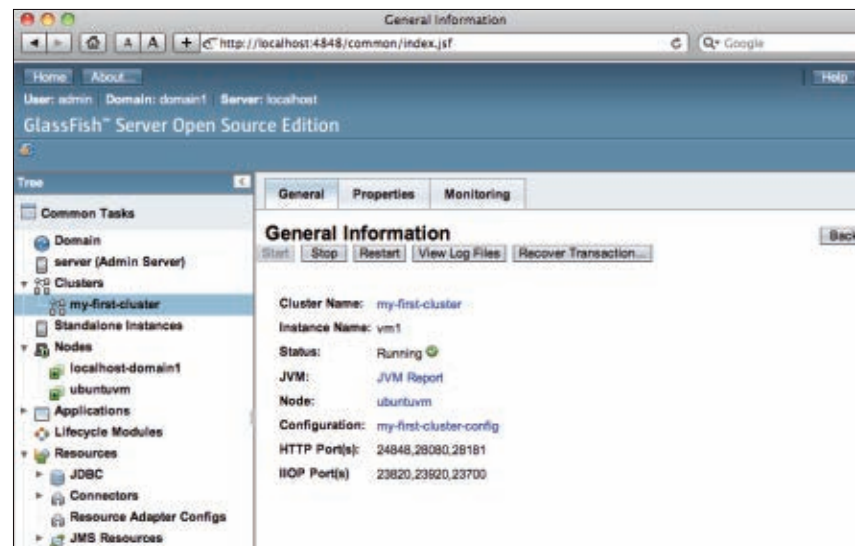 General Information
A A + http://localhost:4848/common/index.jsf Google
Home About...
Help
User: admin Domain: domain1 Server: localhost
GlassFish™ Server Open Source Edition
Tree
Common Tasks
Domain
server (Admin Server)
Clusters
my-first-cluster
Standalone Instances
Nodes
localhost-domain1
ubuntuvm
Applications
Lifecycle Modules
Resources
JDBC
Connectors
Resource Adapter Configs
JMS Resources
General Properties Monitoring
General Information
Back
Start Stop Restart View Log Files Recover Transaction...
Cluster Name: my-first-cluster
Instance Name: vm1
Status: Running
JVM: JVM Report
Node: ubuntuvm
Configuration: my-first-cluster-config
HTTP Port(s): 24848,28080,28181
IIOP Port(s) 23820,23920,23700